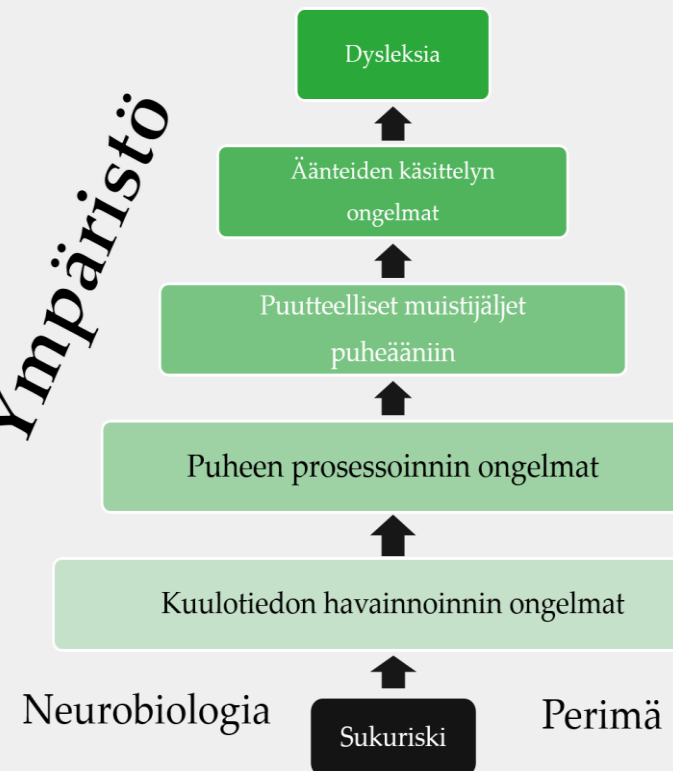 Dysleksia
Äänteiden käsittelyn
ongelmat
Ympäristö
Puutteelliset muistijäljet
puheääniin
Puheen prosessoinnin ongelmat
Kuulotiedon havainnoinnin ongelmat
Neurobiologia
Sukuriski
Perimä